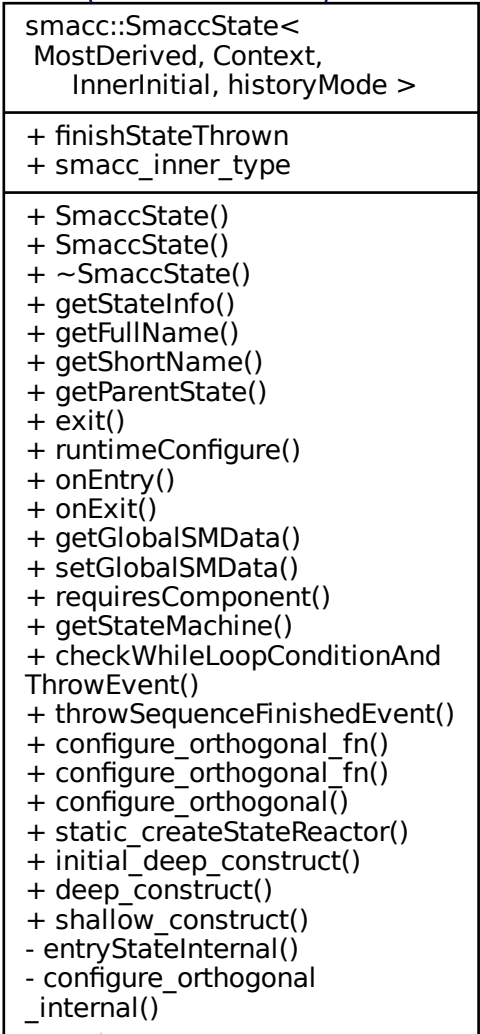 smacc::SmaccState<
MostDerived, Context,
InnerInitial, historyMode >
+ finishStateThrown
+ smacc_inner_type
+ SmaccState()
+ SmaccState()
+ ~SmaccState()
+ getStateInfo()
+ getFullName()
+ getShortName()
+ getParentState()
+ exit()
+ runtimeConfigure()
+ onEntry()
+ onExit()
+ getGlobalSMData()
+ setGlobalSMData()
+ requiresComponent()
+ getStateMachine()
+ checkWhileLoopConditionAnd
ThrowEvent()
+ throwSequenceFinishedEvent()
+ configure_orthogonal_fn()
+ configure_orthogonal_fn()
+ configure_orthogonal()
+ static_createStateReactor()
+ initial_deep_construct()
+ deep_construct()
+ shallow_construct()
- entryStateInternal()
- configure_orthogonal
_internal()